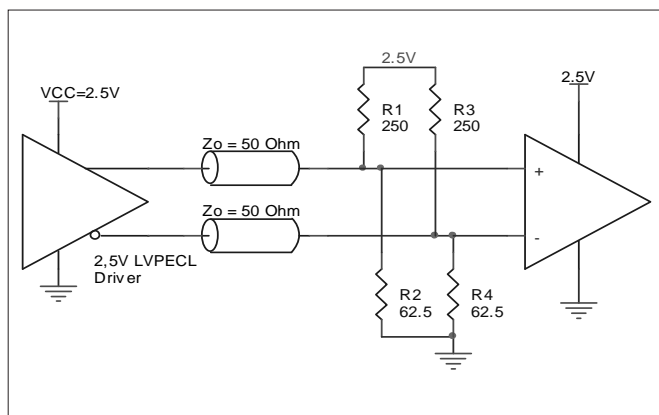 2.5V
VCC=2.5V
2.5V
R1
250
R3
250
Zo = 50 Ohm
+
Zo = 50 Ohm
-
2,5V LVPECL
Driver
R2
62.5
R4
62.5